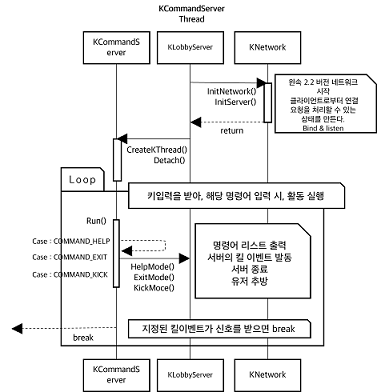 KCommandServer
Thread
KCommandS
erver
KLobbyServer
KNetwork
InitNetwork()
InitServer()
윈속 2.2 버전 네트워크
시작
클라이언트로부터 연결
요청을 처리할 수 있는
상태를 만든다.
Bind & listen
return
CreateKThread()
Detach()
Loop
키입력을 받아, 해당 명령어 입력 시, 활동 실행
Run()
Case : COMMAND_HELP
Case : COMMAND_EXIT
Case : COMMAND_KICK
HelpMode()
ExitMode()
KickMoce()
명령어 리스트 출력
서버의 킬 이벤트 발동
서버 종료
유저 추방
지정된 킬이벤트가 신호를 받으면 break
break
KCommandS
erver
KLobbyServer
KNetwork